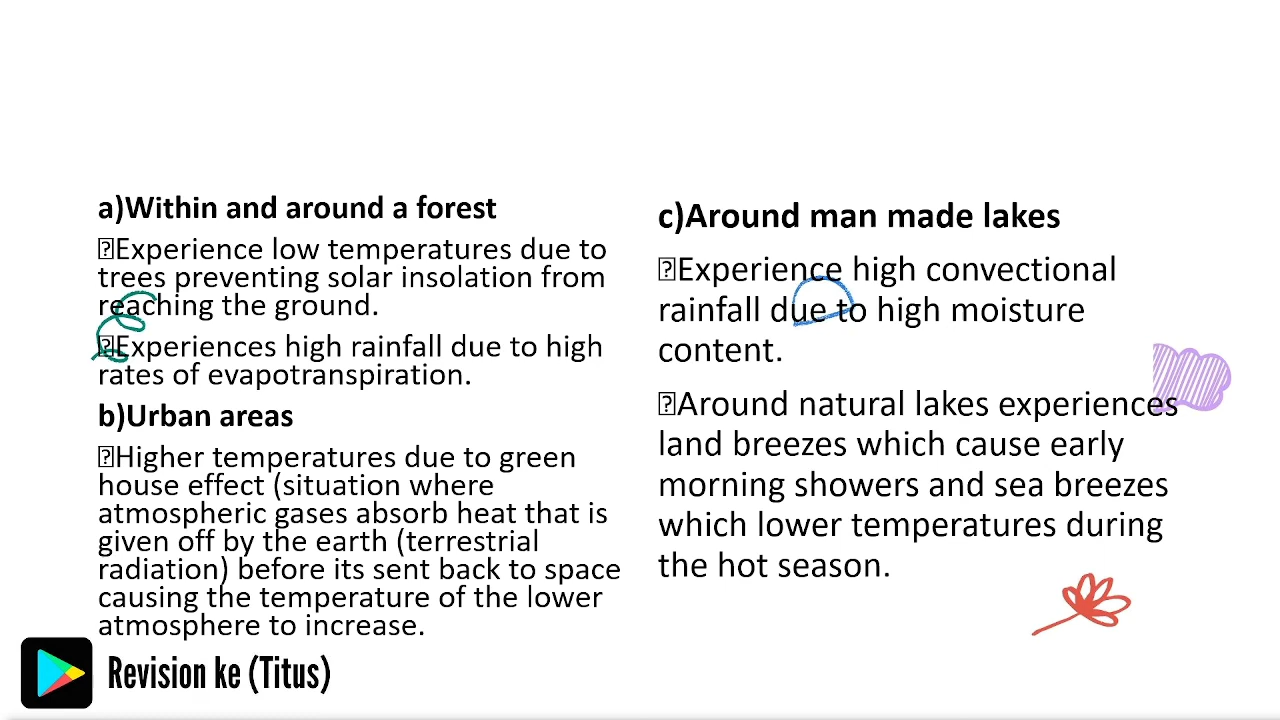 a)Within and around a forest
Experience low temperatures due to
trees preventing solar insolation from
reaching the ground.
Experiences high rainfall due to high
rates of evapotranspiration.
b)Urban areas
Higher temperatures due to green
house effect (situation where
atmospheric gases absorb heat that is
given off by the earth (terrestrial
radiation) before its sent back to space
causing the temperature of the lower
atmosphere to increase.
c)Around man made lakes
Experience high convectional
rainfall due to high moisture
content.
Around natural lakes experiences
land breezes which cause early
morning showers and sea breezes
which lower temperatures during
the hot season.
Revision ke (Titus)